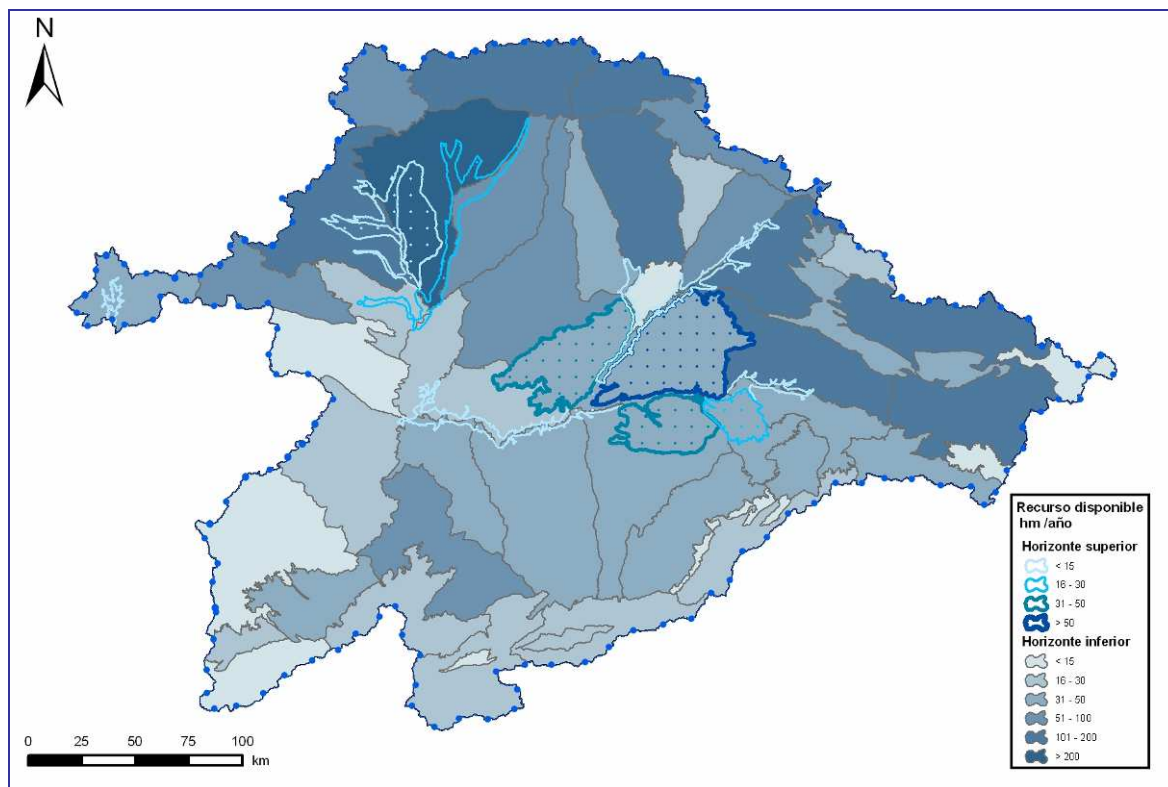 N
Recurso disponible
hm /año
Horizonte superior
< 15
16 - 30
31 - 50
> 50
Horizonte inferior
< 15
16 - 30
31 - 50
51 - 100
101 - 200
> 200
0 25 50 75 100
km